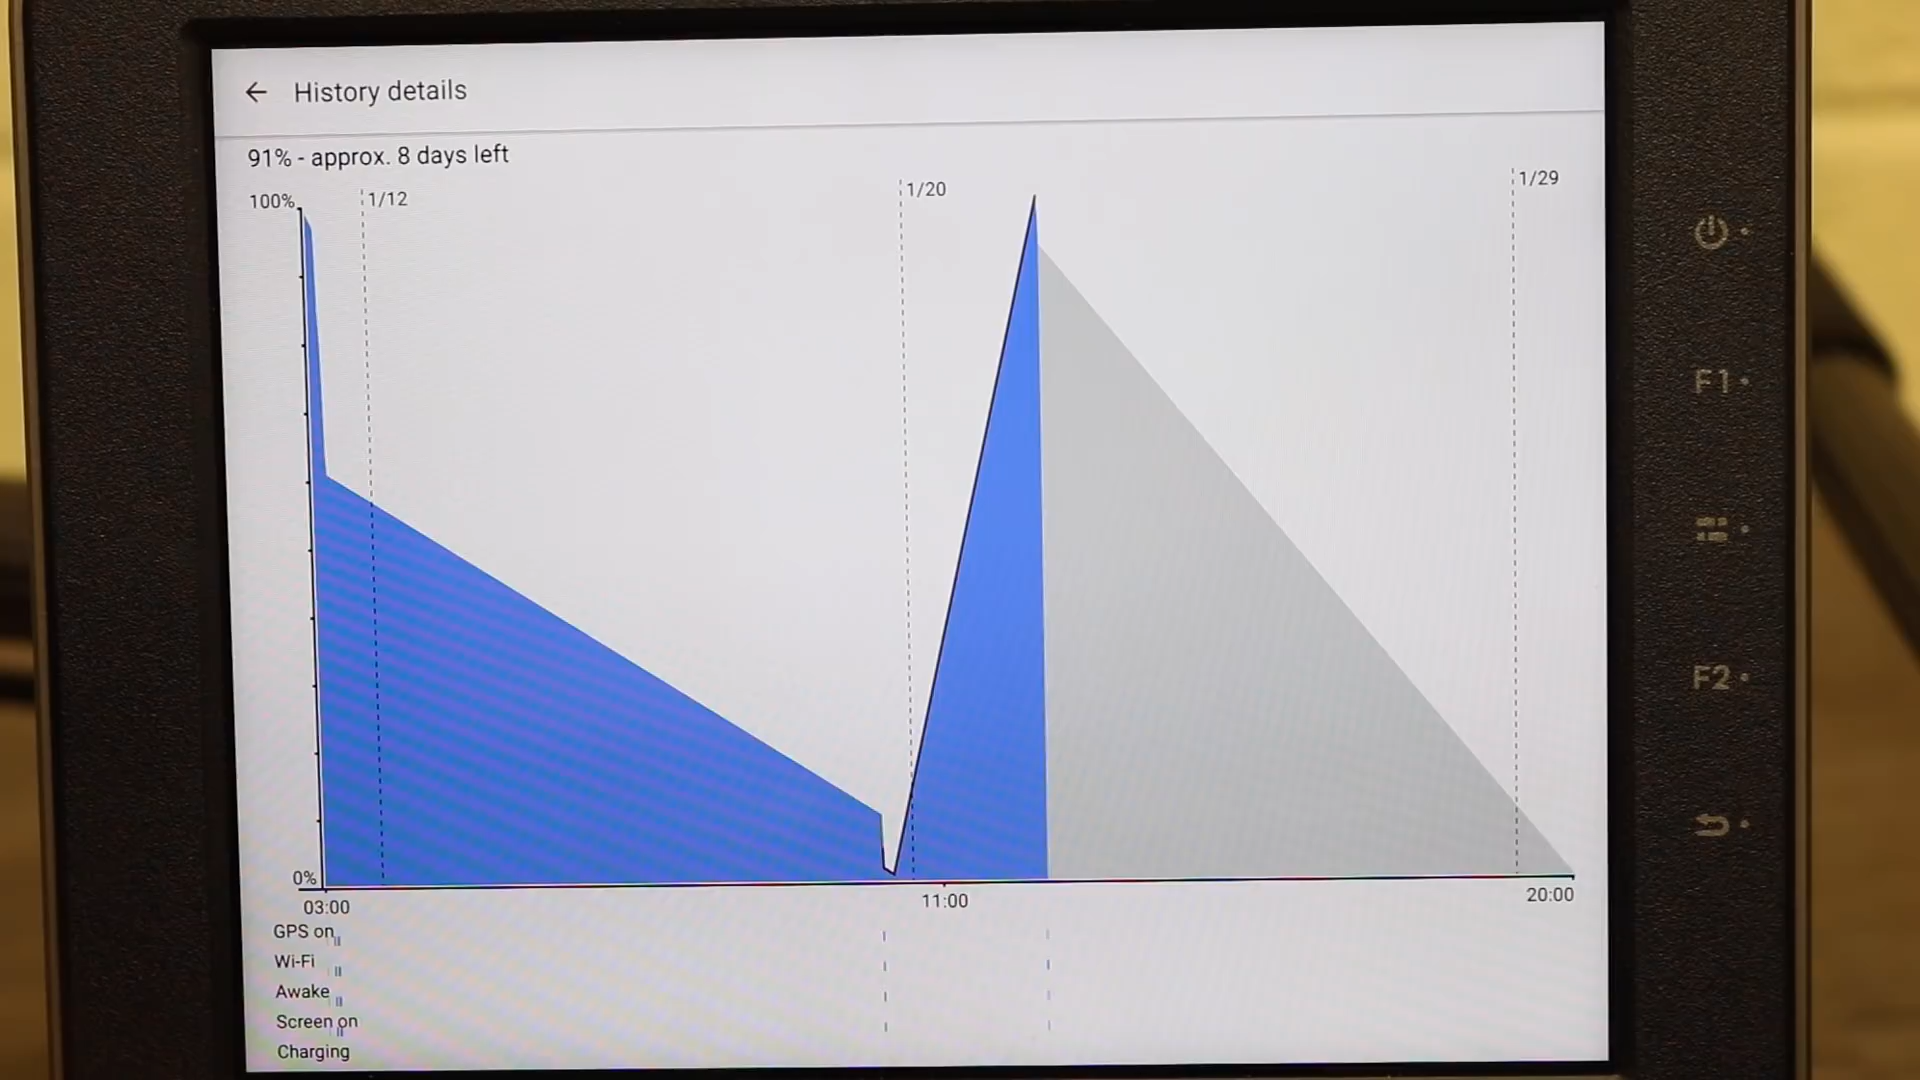 History details
91% - approx. 8 days left
100%
1/12
1/20
1/29
0%
03:00
11:00
20:00
GPS on
Wi-Fi
Awake
Screen on
Charging
F1
F2